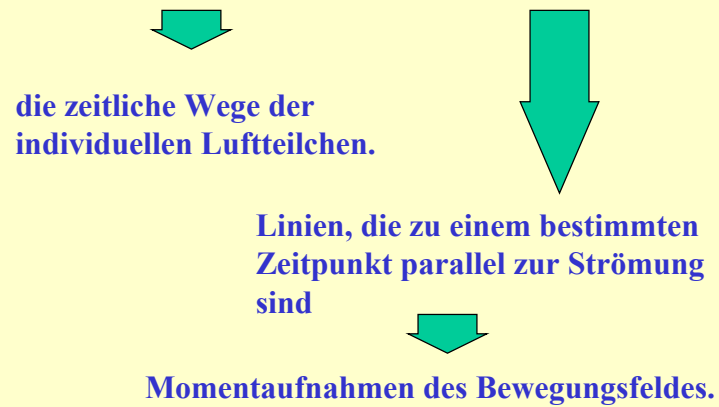 die zeitliche Wege der
individuellen Luftteilchen.
Linien, die zu einem bestimmten
Zeitpunkt parallel zur Strömung
sind
Momentaufnahmen des Bewegungsfeldes.